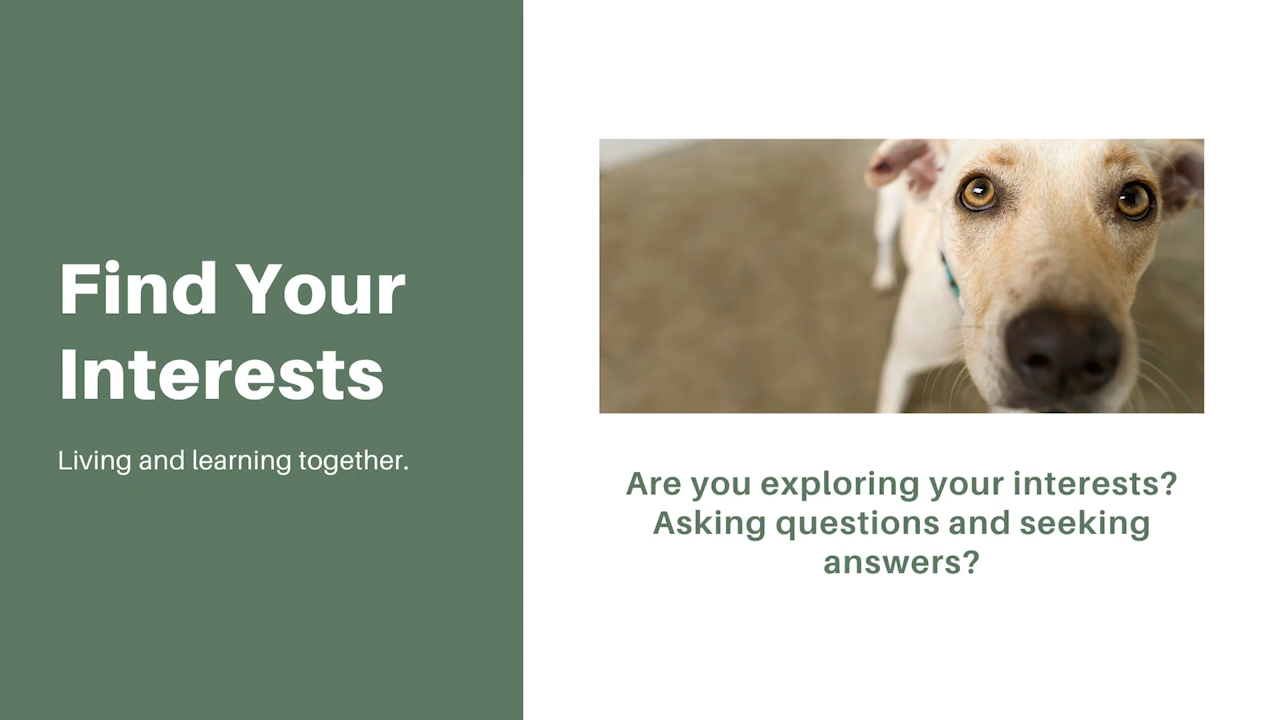 Find Your
Interests
Living and learning together.
Are you exploring your interests?
Asking questions and seeking
answers?